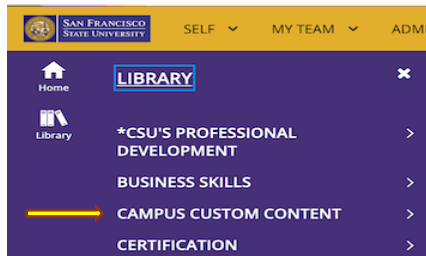 SAN FRANCISCO
STATE UNIVERSITY
SELF
MY TEAM
ADMI
Home
LIBRARY
Library
*CSU'S PROFESSIONAL
DEVELOPMENT
BUSINESS SKILLS
CAMPUS CUSTOM CONTENT
CERTIFICATION